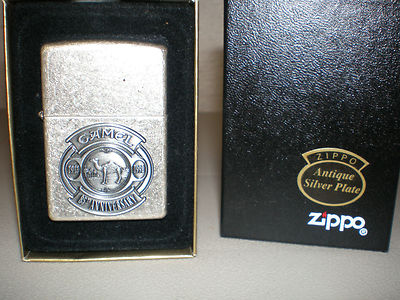 CAMEL
ANNIVERSARY
ZIPPO
Antique
Silver Plate
zippo